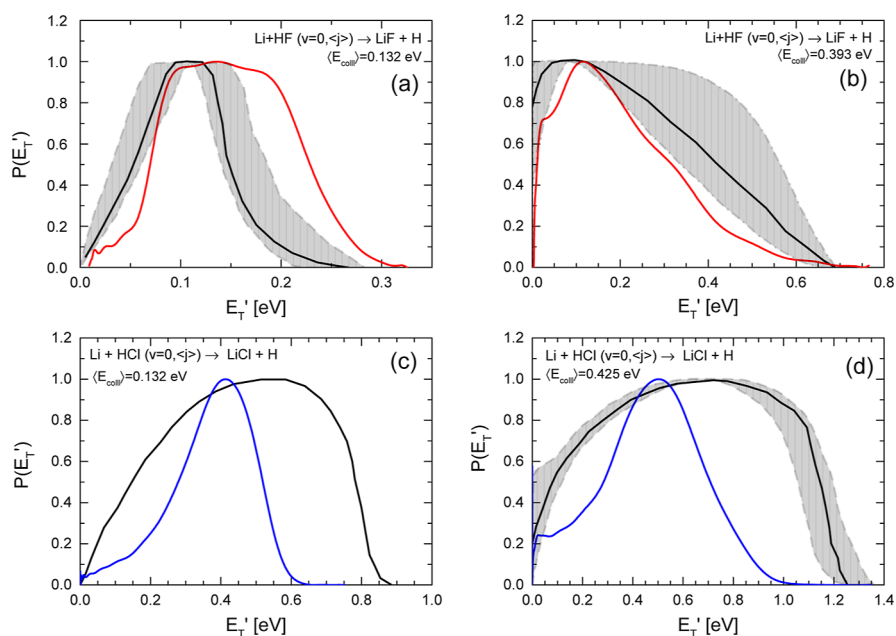 Li+HF (v=0,<j>) → LiF + H
⟨E_coll⟩=0.132 eV
(a)
P(E_T')
1.2
1.0
0.8
0.6
0.4
0.2
0.0
0.0 0.1 0.2 0.3
E_T' [eV]
Li+HF (v=0,<j>) → LiF + H
⟨E_coll⟩=0.393 eV
(b)
1.2
1.0
0.8
0.6
0.4
0.2
0.0
0.0 0.2 0.4 0.6 0.8
E_T' [eV]
Li + HCl (v=0,<j>) → LiCl + H
⟨E_coll⟩=0.132 eV
(c)
P(E_T')
1.2
1.0
0.8
0.6
0.4
0.2
0.0
0.0 0.2 0.4 0.6 0.8 1.0
E_T' [eV]
Li + HCl (v=0,<j>) → LiCl + H
⟨E_coll⟩=0.425 eV
(d)
P(E_T')
1.2
1.0
0.8
0.6
0.4
0.2
0.0
0.0 0.2 0.4 0.6 0.8 1.0 1.2 1.4
E_T' [eV]